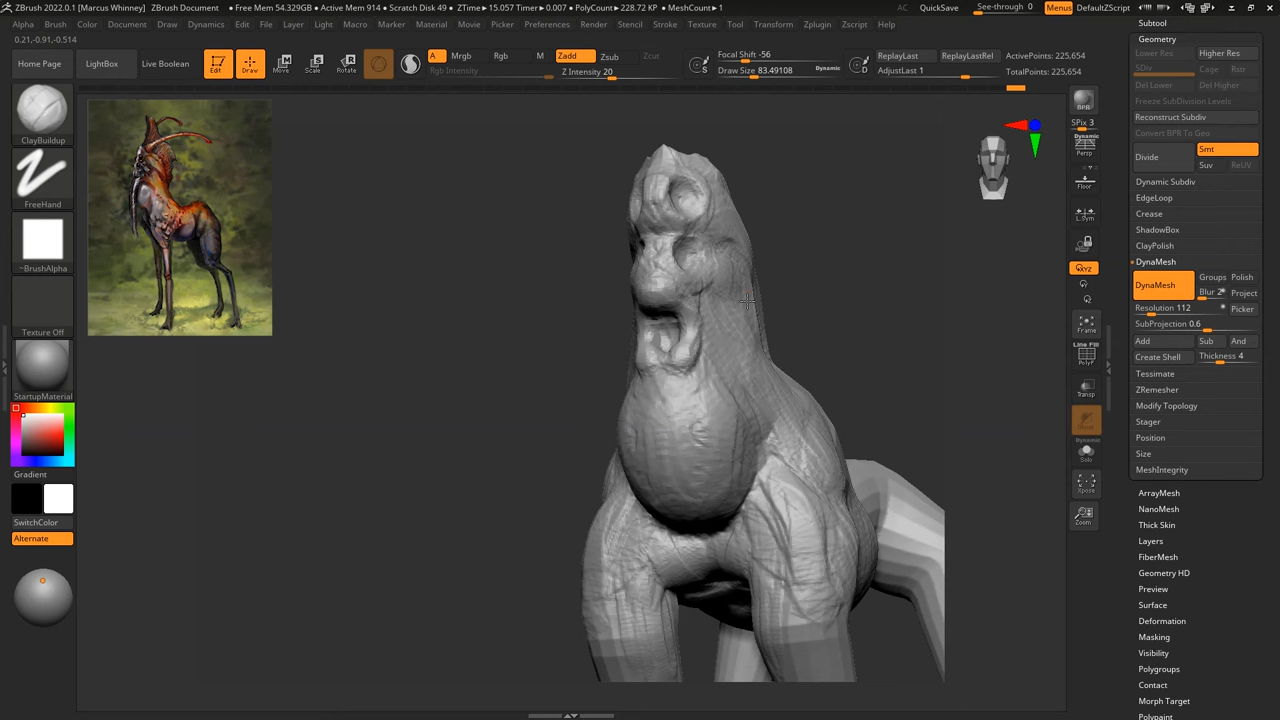 ZBrush 2022.0.1 [Marcus Whinney] ZBrush Document ● Free Mem 54.329GB ● Active Mem 914 ● Scratch Disk 49 ● ZTime ▸ 15.057 Timer ▸ 0.007 ● PolyCount ▸ 228.72 KP ● MeshCount ▸ 1 AC QuickSave See-through 0 Menus DefaultZScript
Alpha Brush Color Document Draw Dynamics Edit File Layer Light Macro Marker Material Movie Picker Preferences Render Stencil Stroke Texture Tool Transform Zplugin Zscript Help
0.21,-0.91,-0.514
Home Page
LightBox
Live Boolean
Edit
Draw
Move
Scale
Rotate
A Mrgb Rgb M
Rgb Intensity
Zadd Zsub Zcut
Z Intensity 20
S
Focal Shift -56
Draw Size 83.49108 Dynamic
D
ReplayLast ReplayLastRel
AdjustLast 1
ActivePoints: 225,654
TotalPoints: 225,654
ClayBuildup
FreeHand
~BrushAlpha
Texture Off
StartupMaterial
Gradient
SwitchColor
Alternate
BPR
SPix 3
Dynamic
Persp
Floor
L.Sym
XYZ
Frame
Line Fill
PolyF
Transp
Dynamic
Solo
Xpose
Zoom
Subtool
Geometry
Lower Res Higher Res
SDiv Cage Rstr
Del Lower Del Higher
Freeze SubDivision Levels
Reconstruct Subdiv
Convert BPR To Geo
Divide Smt
Suv ReUV
Dynamic Subdiv
EdgeLoop
Crease
ShadowBox
ClayPolish
DynaMesh
DynaMesh Groups Polish
Blur 2 Project
Resolution 112 Picker
SubProjection 0.6
Add Sub And
Create Shell Thickness 4
Tessimate
ZRemesher
Modify Topology
Stager
Position
Size
MeshIntegrity
ArrayMesh
NanoMesh
Thick Skin
Layers
FiberMesh
Geometry HD
Preview
Surface
Deformation
Masking
Visibility
Polygroups
Contact
Morph Target
Polypaint